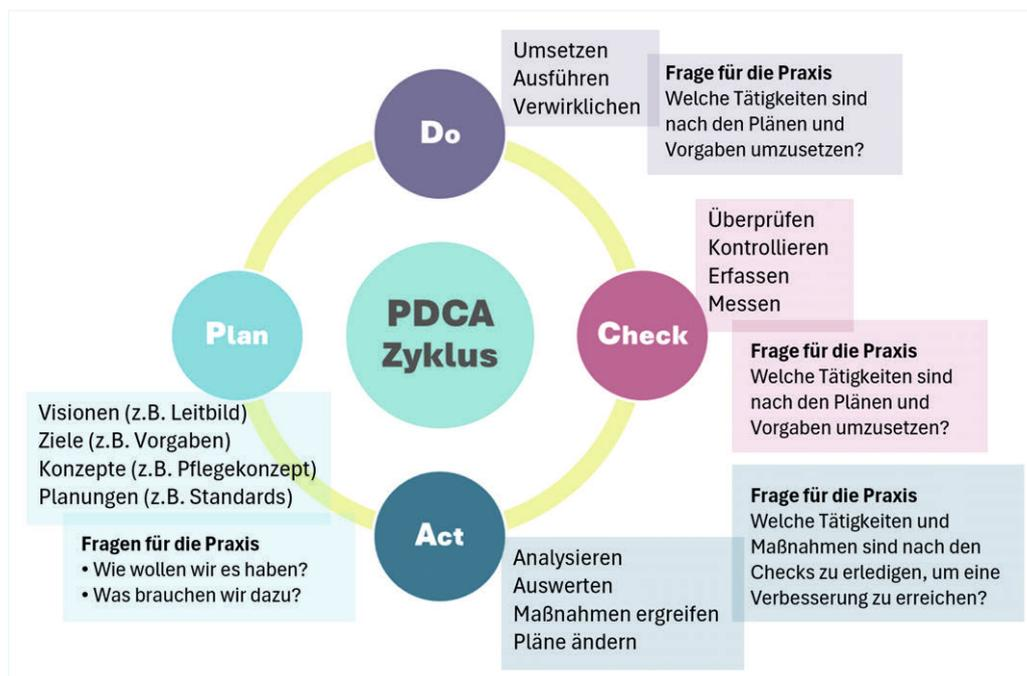 Do
Umsetzen
Ausführen
Verwirklichen
Frage für die Praxis
Welche Tätigkeiten sind
nach den Plänen und
Vorgaben umzusetzen?
PDCA
Zyklus
Check
Überprüfen
Kontrollieren
Erfassen
Messen
Frage für die Praxis
Welche Tätigkeiten sind
nach den Plänen und
Vorgaben umzusetzen?
Act
Analysieren
Auswerten
Maßnahmen ergreifen
Pläne ändern
Frage für die Praxis
Welche Tätigkeiten und
Maßnahmen sind nach den
Checks zu erledigen, um eine
Verbesserung zu erreichen?
Plan
Visionen (z.B. Leitbild)
Ziele (z.B. Vorgaben)
Konzepte (z.B. Pflegekonzept)
Planungen (z.B. Standards)
Fragen für die Praxis
• Wie wollen wir es haben?
• Was brauchen wir dazu?